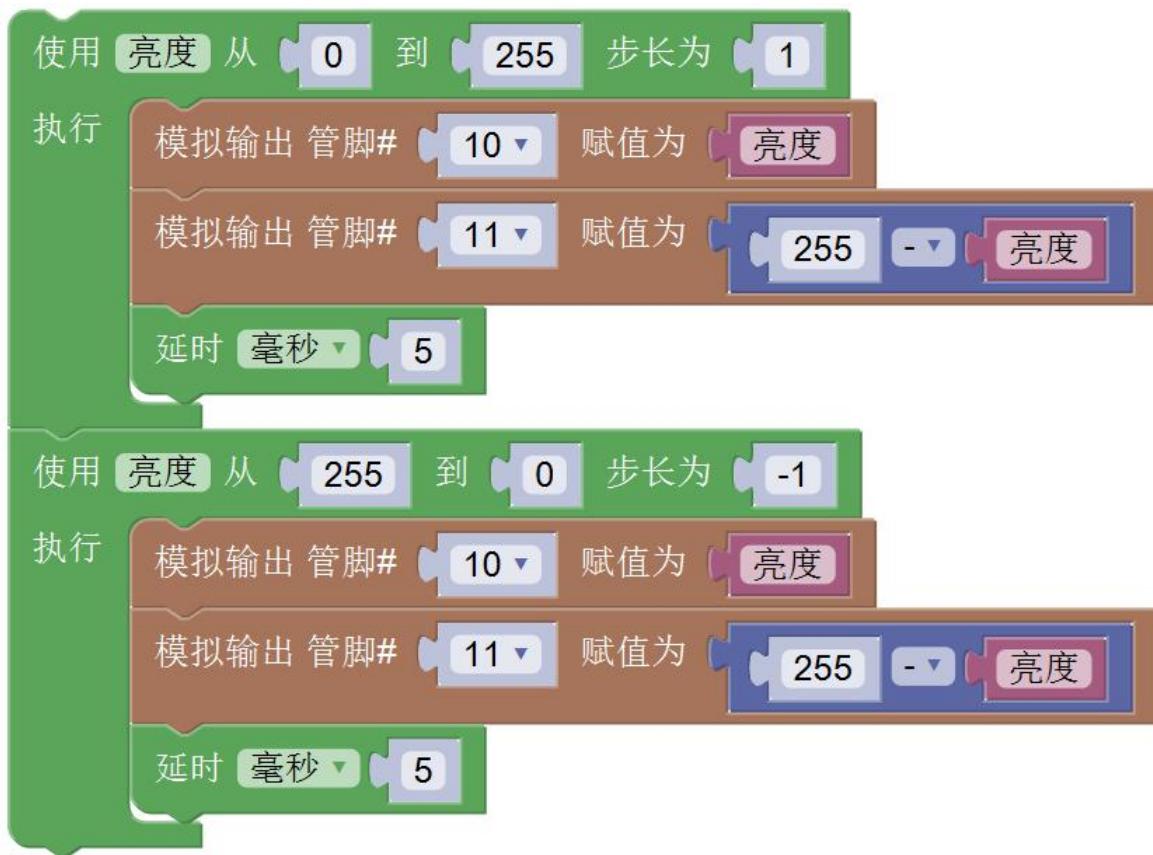 使用 亮度 从 0 到 255 步长为 1
执行 模拟输出 管脚# 10 赋值为 亮度
模拟输出 管脚# 11 赋值为 255 - 亮度
延时 毫秒 5
使用 亮度 从 255 到 0 步长为 -1
执行 模拟输出 管脚# 10 赋值为 亮度
模拟输出 管脚# 11 赋值为 255 - 亮度
延时 毫秒 5